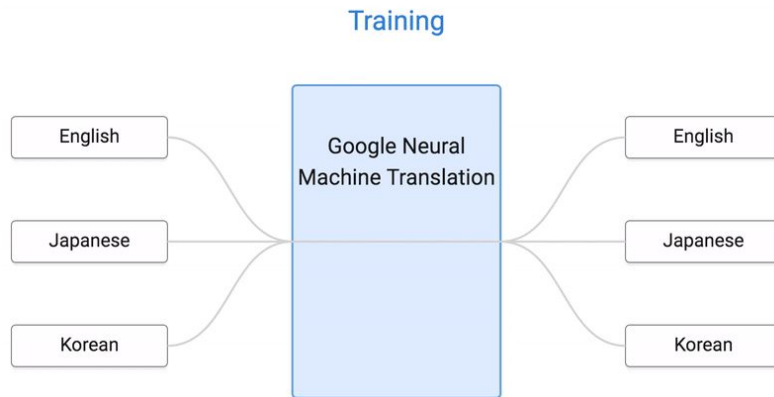 Training
Google Neural
Machine Translation
English
Japanese
Korean
English
Japanese
Korean